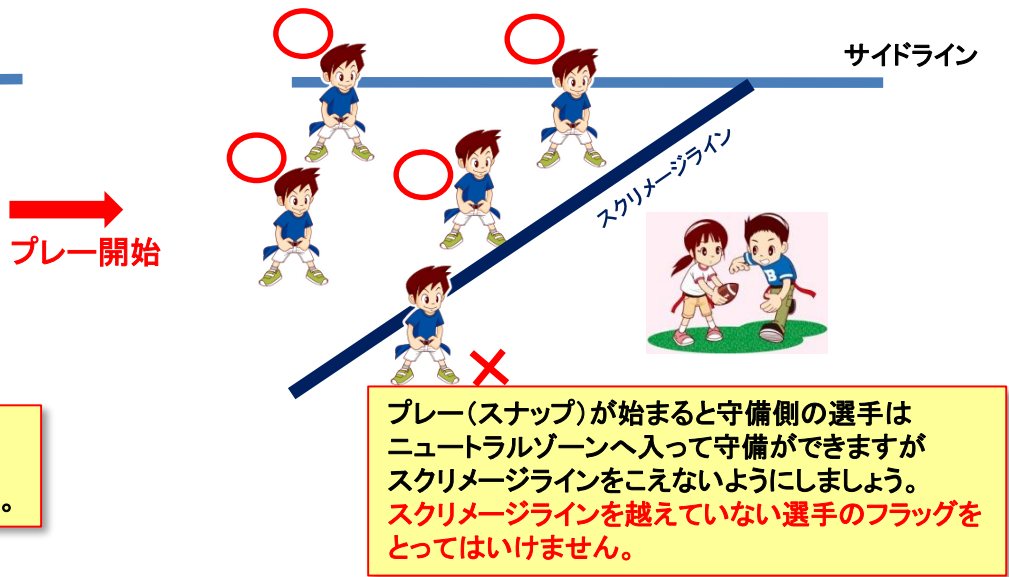 サイドライン
スクリメージライン
プレー開始
プレー(スナップ)が始まると守備側の選手は
ニュートラルゾーンへ入って守備ができますが
スクリメージラインをこえないようにしましょう。
スクリメージラインを越えていない選手のフラッグを
とってはいけません。
。
B